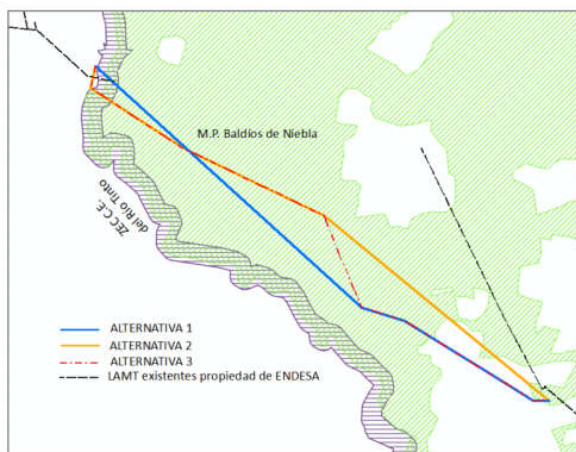 M.P. Baldíos de Niebla
ZEC C.E.
del Río Tinto
ALTERNATIVA 1
ALTERNATIVA 2
ALTERNATIVA 3
LAMT existentes propiedad de ENDESA